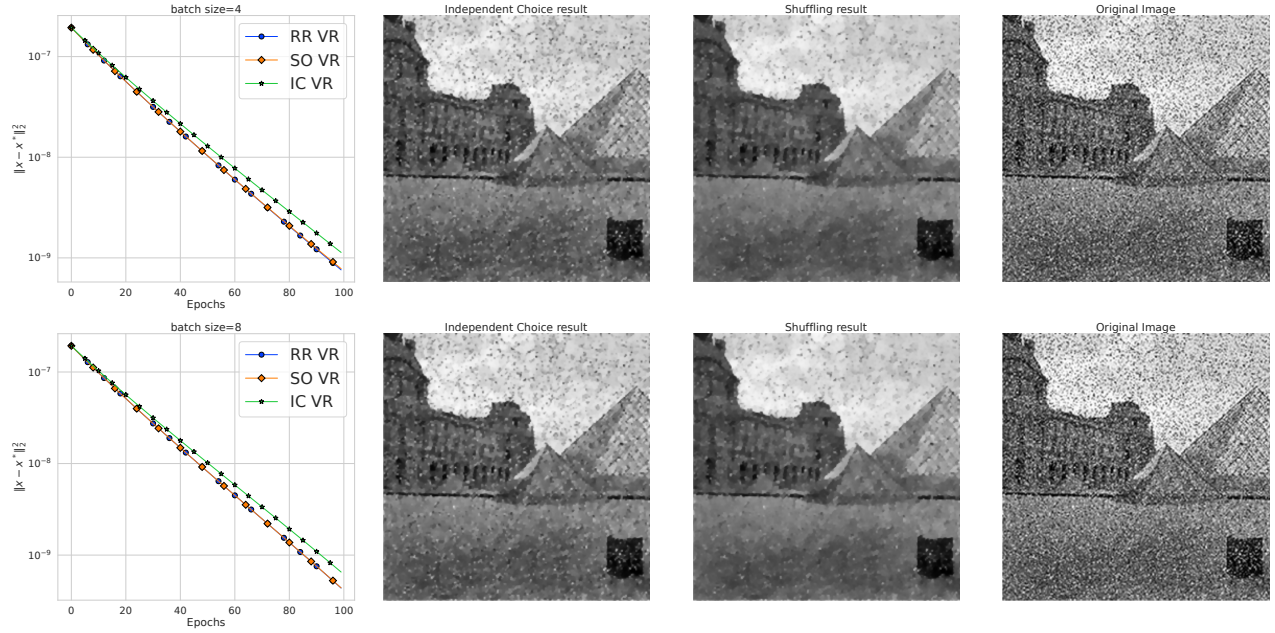 batch size=4
Independent Choice result
Shuffling result
Original Image
RR VR
SO VR
IC VR
10⁻⁷
10⁻⁸
10⁻⁹
‖x − x*‖₂²
0 20 40 60 80 100
Epochs
batch size=8
Independent Choice result
Shuffling result
Original Image
RR VR
SO VR
IC VR
10⁻⁷
10⁻⁸
10⁻⁹
‖x − x*‖₂²
0 20 40 60 80 100
Epochs